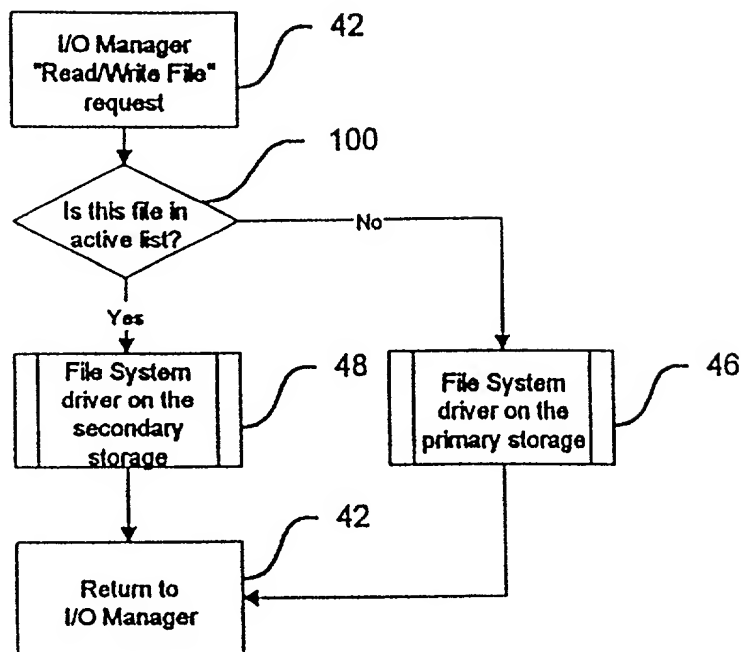 I/O Manager
"Read/Write File"
request
42
100
Is this file in
active list?
No
Yes
File System
driver on the
secondary
storage
48
File System
driver on the
primary storage
46
42
Return to
I/O Manager